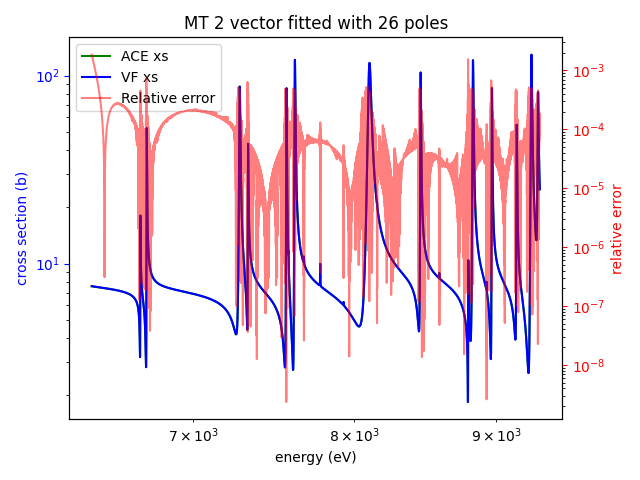 MT 2 vector fitted with 26 poles
ACE xs
VF xs
Relative error
10²
10¹
cross section (b)
10⁻³
10⁻⁴
10⁻⁵
10⁻⁶
10⁻⁷
10⁻⁸
relative error
7 × 10³ 8 × 10³ 9 × 10³
energy (eV)